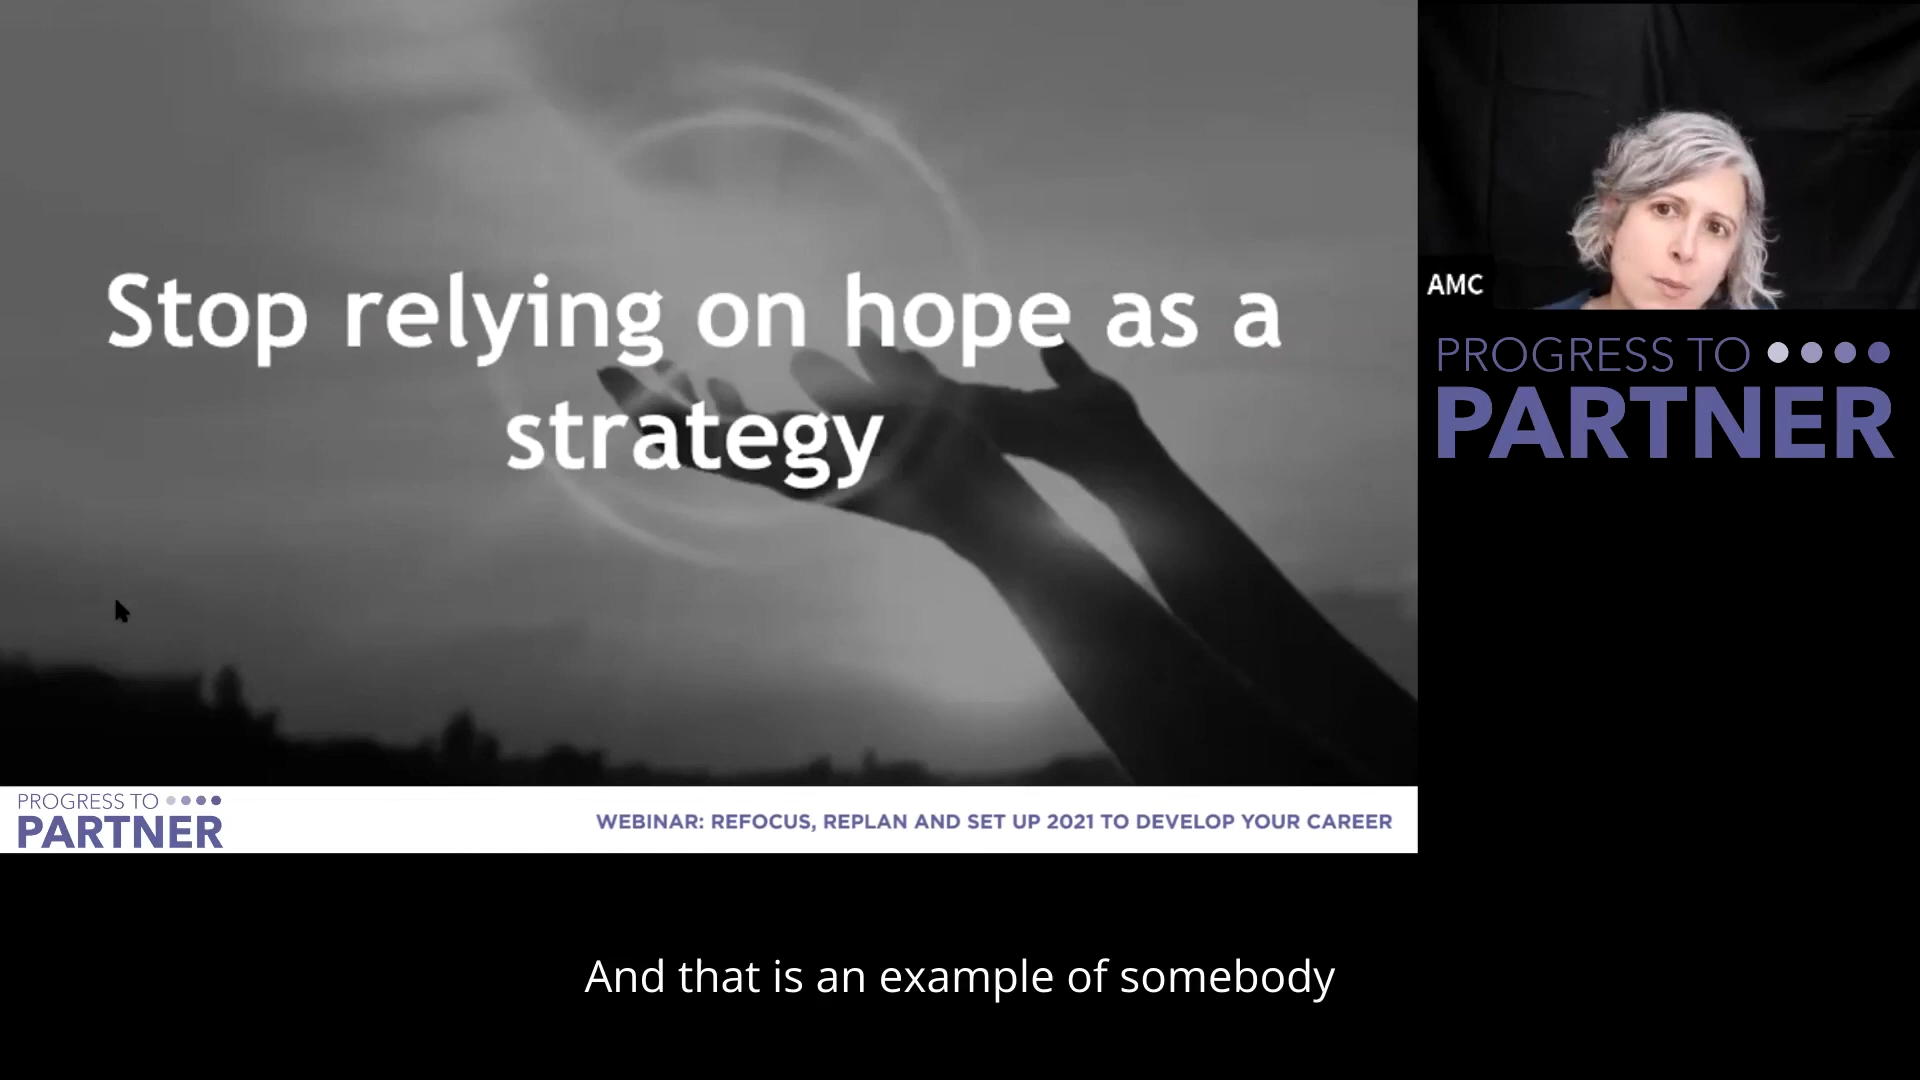 Stop relying on hope as a
strategy
AMC
PROGRESS TO
PARTNER
PROGRESS TO
PARTNER
WEBINAR: REFOCUS, REPLAN AND SET UP 2021 TO DEVELOP YOUR CAREER
And that is an example of somebody